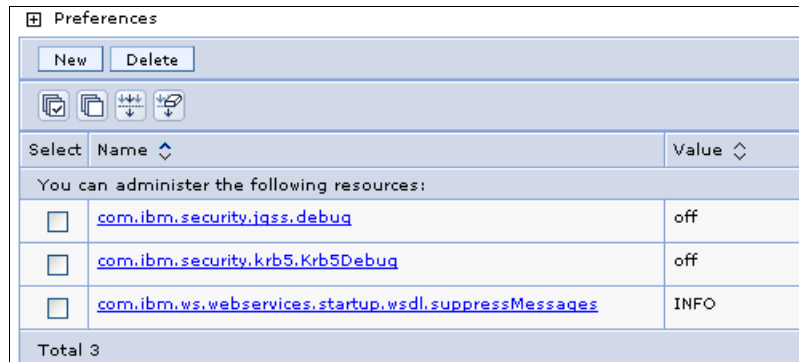 Preferences
New Delete
Select Name Value
You can administer the following resources:
com.ibm.security.jgss.debug off
com.ibm.security.krb5.Krb5Debug off
com.ibm.ws.webservices.startup.wsdl.suppressMessages INFO
Total 3